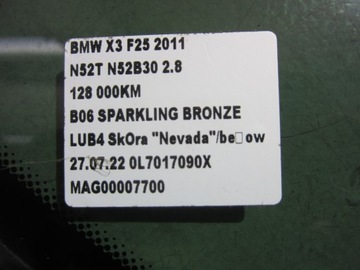 BMW X3 F25 2011
N52T N52B30 2.8
128 000KM
B06 SPARKLING BRONZE
LUB4 SkOra "Nevada"/be□ow
27.07.22 0L7017090X
MAG00007700